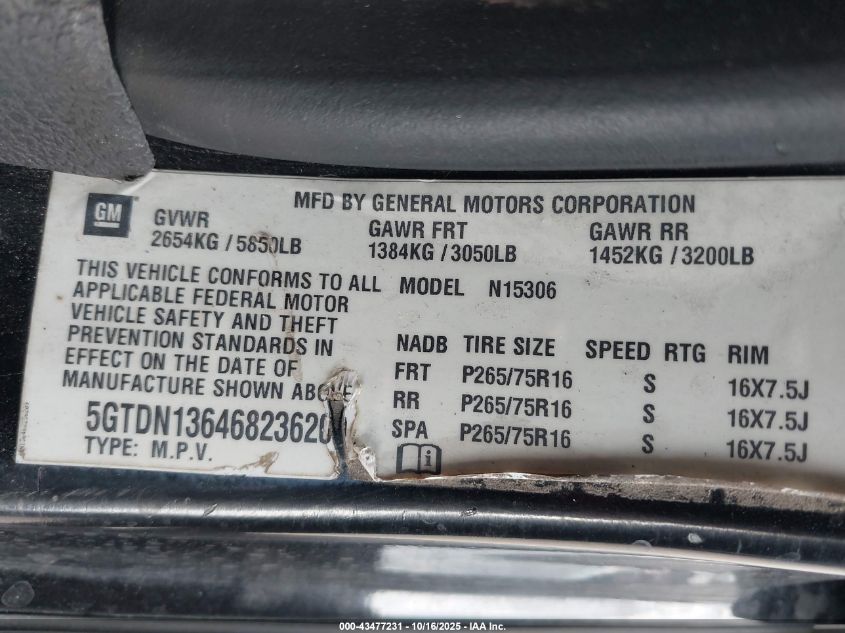 GM
MFD BY GENERAL MOTORS CORPORATION
GVWR GAWR FRT GAWR RR
2654KG / 5850LB 1384KG / 3050LB 1452KG / 3200LB
THIS VEHICLE CONFORMS TO ALL
APPLICABLE FEDERAL MOTOR
VEHICLE SAFETY AND THEFT
PREVENTION STANDARDS IN
EFFECT ON THE DATE OF
MANUFACTURE SHOWN ABOVE
5GTDN13646823620
TYPE: M.P.V.
MODEL N15306
NADB TIRE SIZE SPEED RTG RIM
FRT P265/75R16 S 16X7.5J
RR P265/75R16 S 16X7.5J
SPA P265/75R16 S 16X7.5J
i
000-43477231 - 10/16/2025 - IAA Inc.